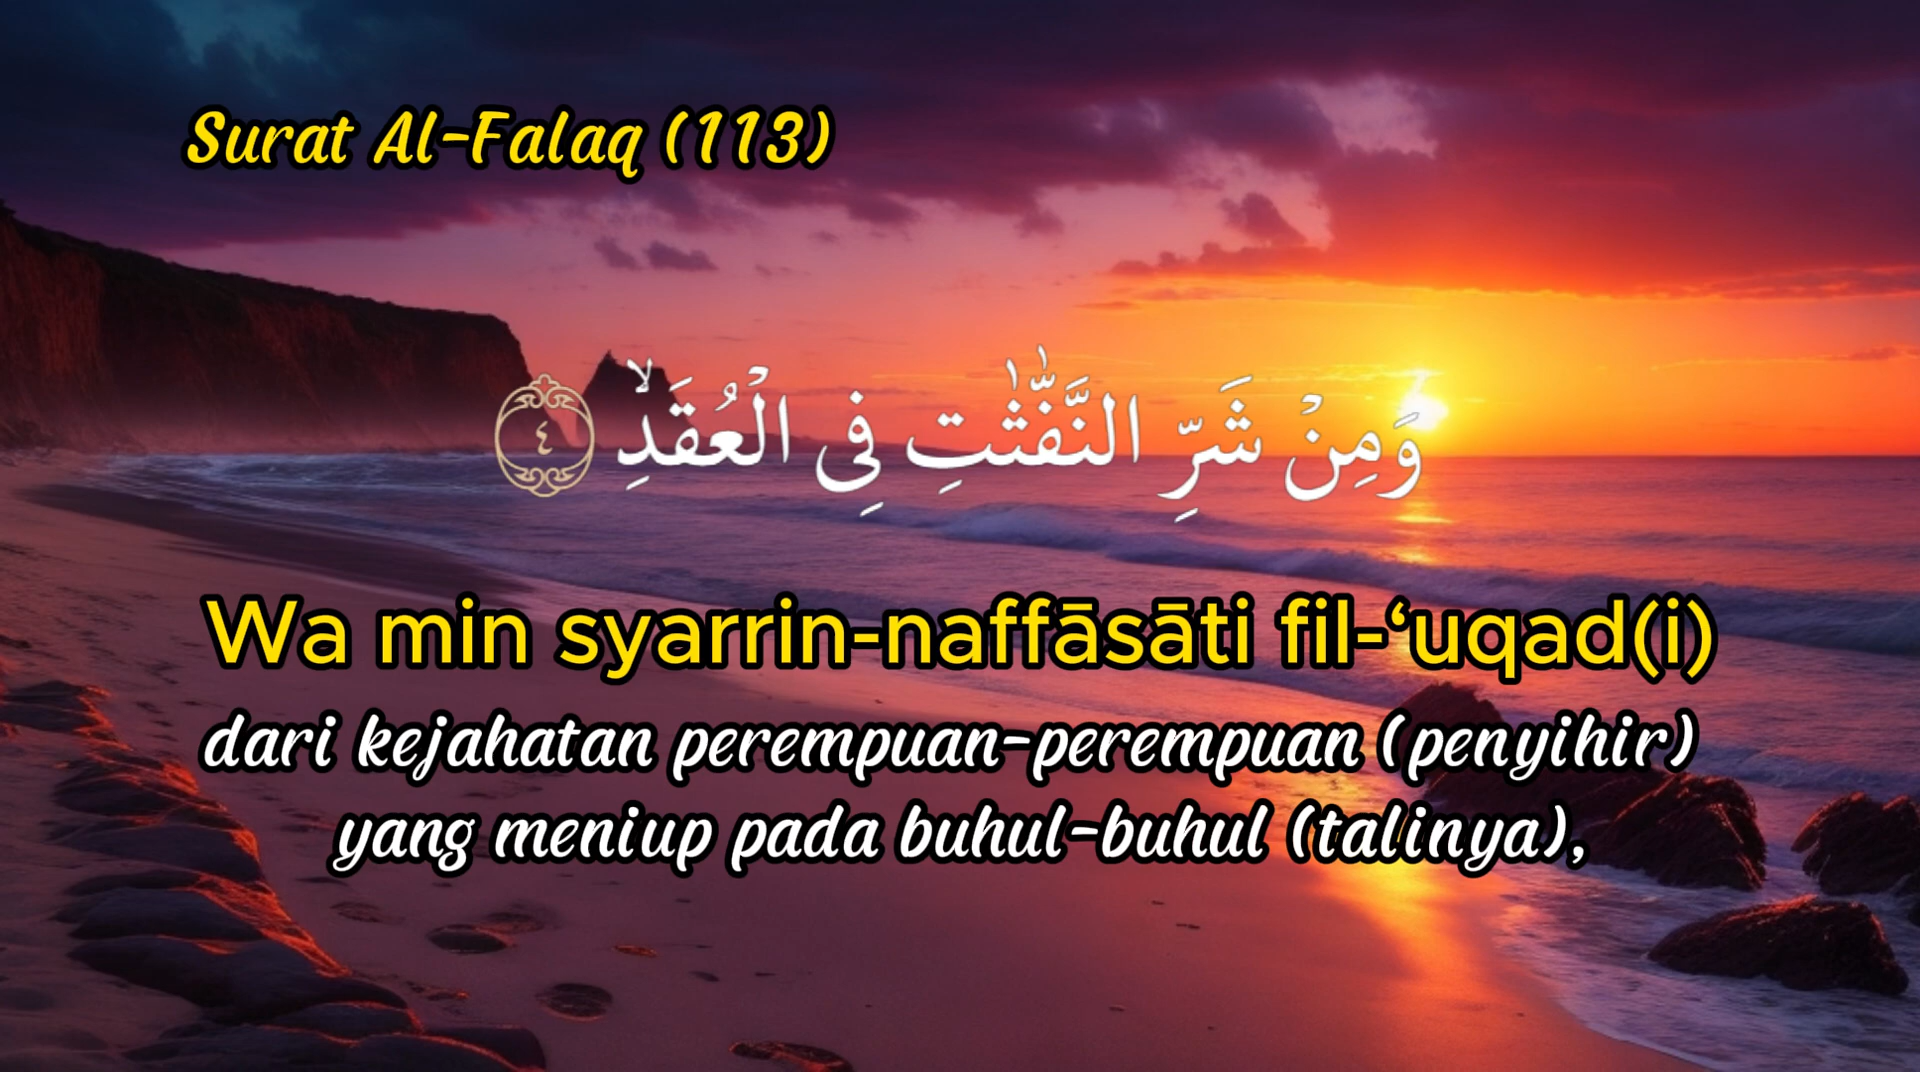 Surat Al-Falaq (113)
وَمِنْ شَرِّ النَّفّٰثٰتِ فِى الْعُقَدِۙ ٤
Wa min syarrin-naffāsāti fil-‘uqad(i)
dari kejahatan perempuan-perempuan (penyihir)
yang meniup pada buhul-buhul (talinya),